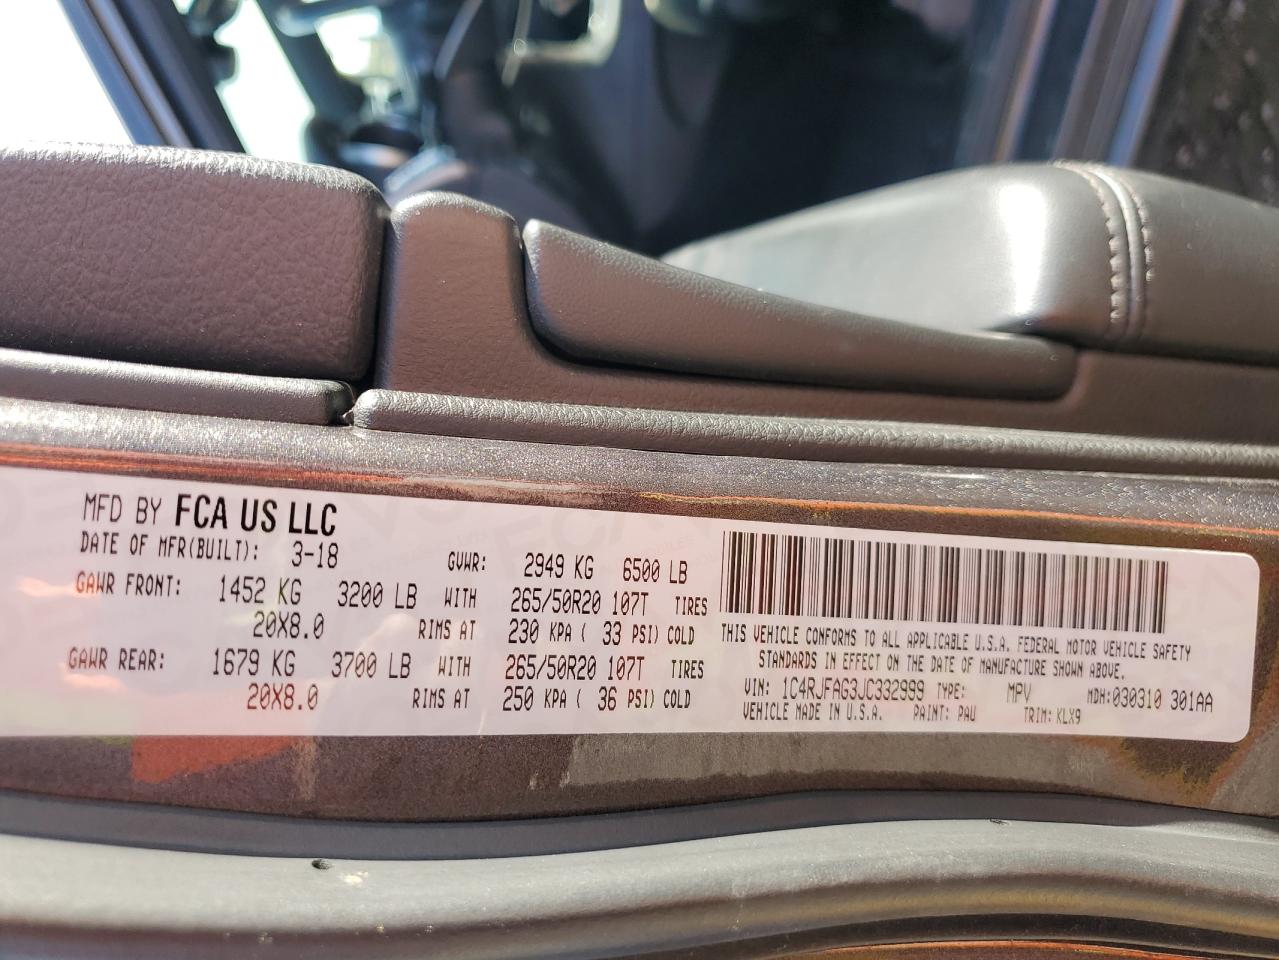 MFD BY FCA US LLC
DATE OF MFR(BUILT): 3-18 GVWR: 2949 KG 6500 LB
GAWR FRONT: 1452 KG 3200 LB WITH 265/50R20 107T TIRES
20X8.0 RIMS AT 230 KPA ( 33 PSI) COLD
GAWR REAR: 1679 KG 3700 LB WITH 265/50R20 107T TIRES
20X8.0 RIMS AT 250 KPA ( 36 PSI) COLD
THIS VEHICLE CONFORMS TO ALL APPLICABLE U.S.A. FEDERAL MOTOR VEHICLE SAFETY
STANDARDS IN EFFECT ON THE DATE OF MANUFACTURE SHOWN ABOVE.
VIN: 1C4RJFAG3JC332999 TYPE: MPV MDH:030310 301AA
VEHICLE MADE IN U.S.A. PAINT: PAU TRIM: KLX9